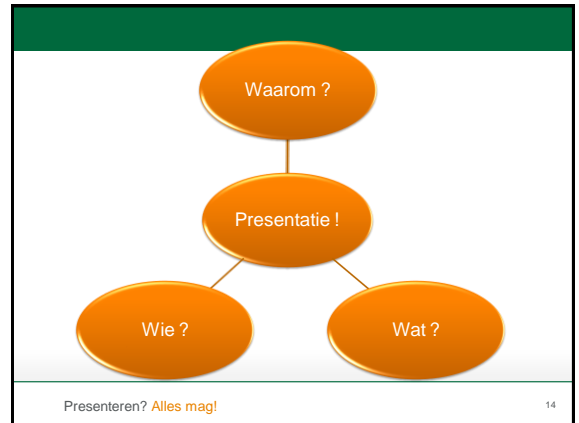 Waarom ?
Presentatie !
Wie ?
Wat ?
Presenteren? Alles mag!
14